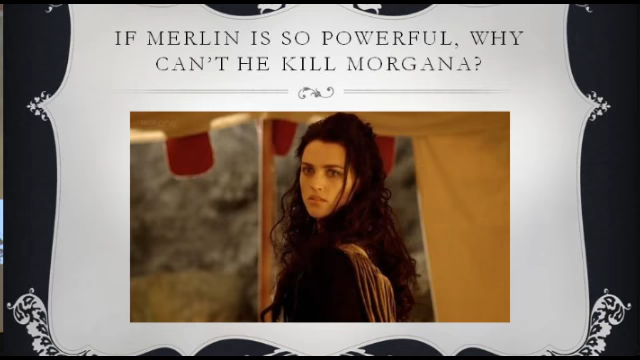 IF MERLIN IS SO POWERFUL, WHY
CAN'T HE KILL MORGANA?